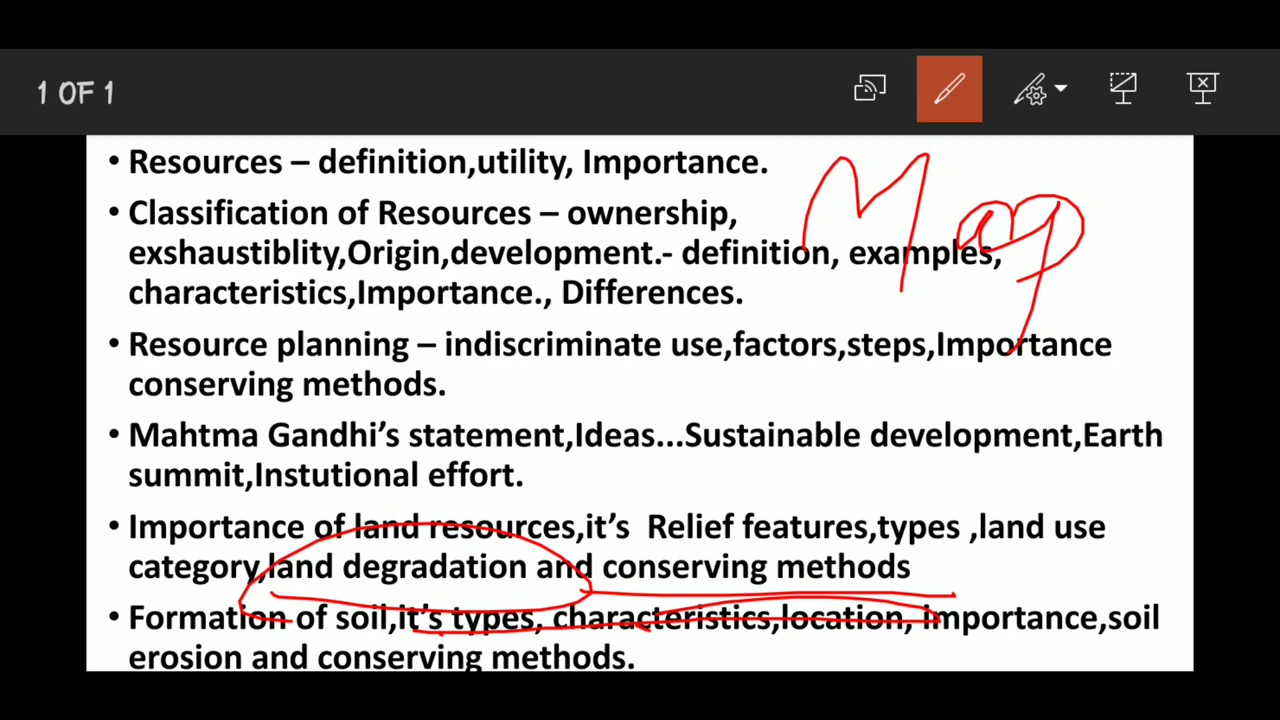 1 OF 1
• Resources – definition,utility, Importance.
Map
• Classification of Resources – ownership,
exshaustiblity,Origin,development.- definition, examples,
characteristics,Importance., Differences.
• Resource planning – indiscriminate use,factors,steps,Importance
conserving methods.
• Mahtma Gandhi’s statement,Ideas...Sustainable development,Earth
summit,Instutional effort.
• Importance of land resources,it’s Relief features,types ,land use
category,land degradation and conserving methods
• Formation of soil,it’s types, characteristics,location, importance,soil
erosion and conserving methods.